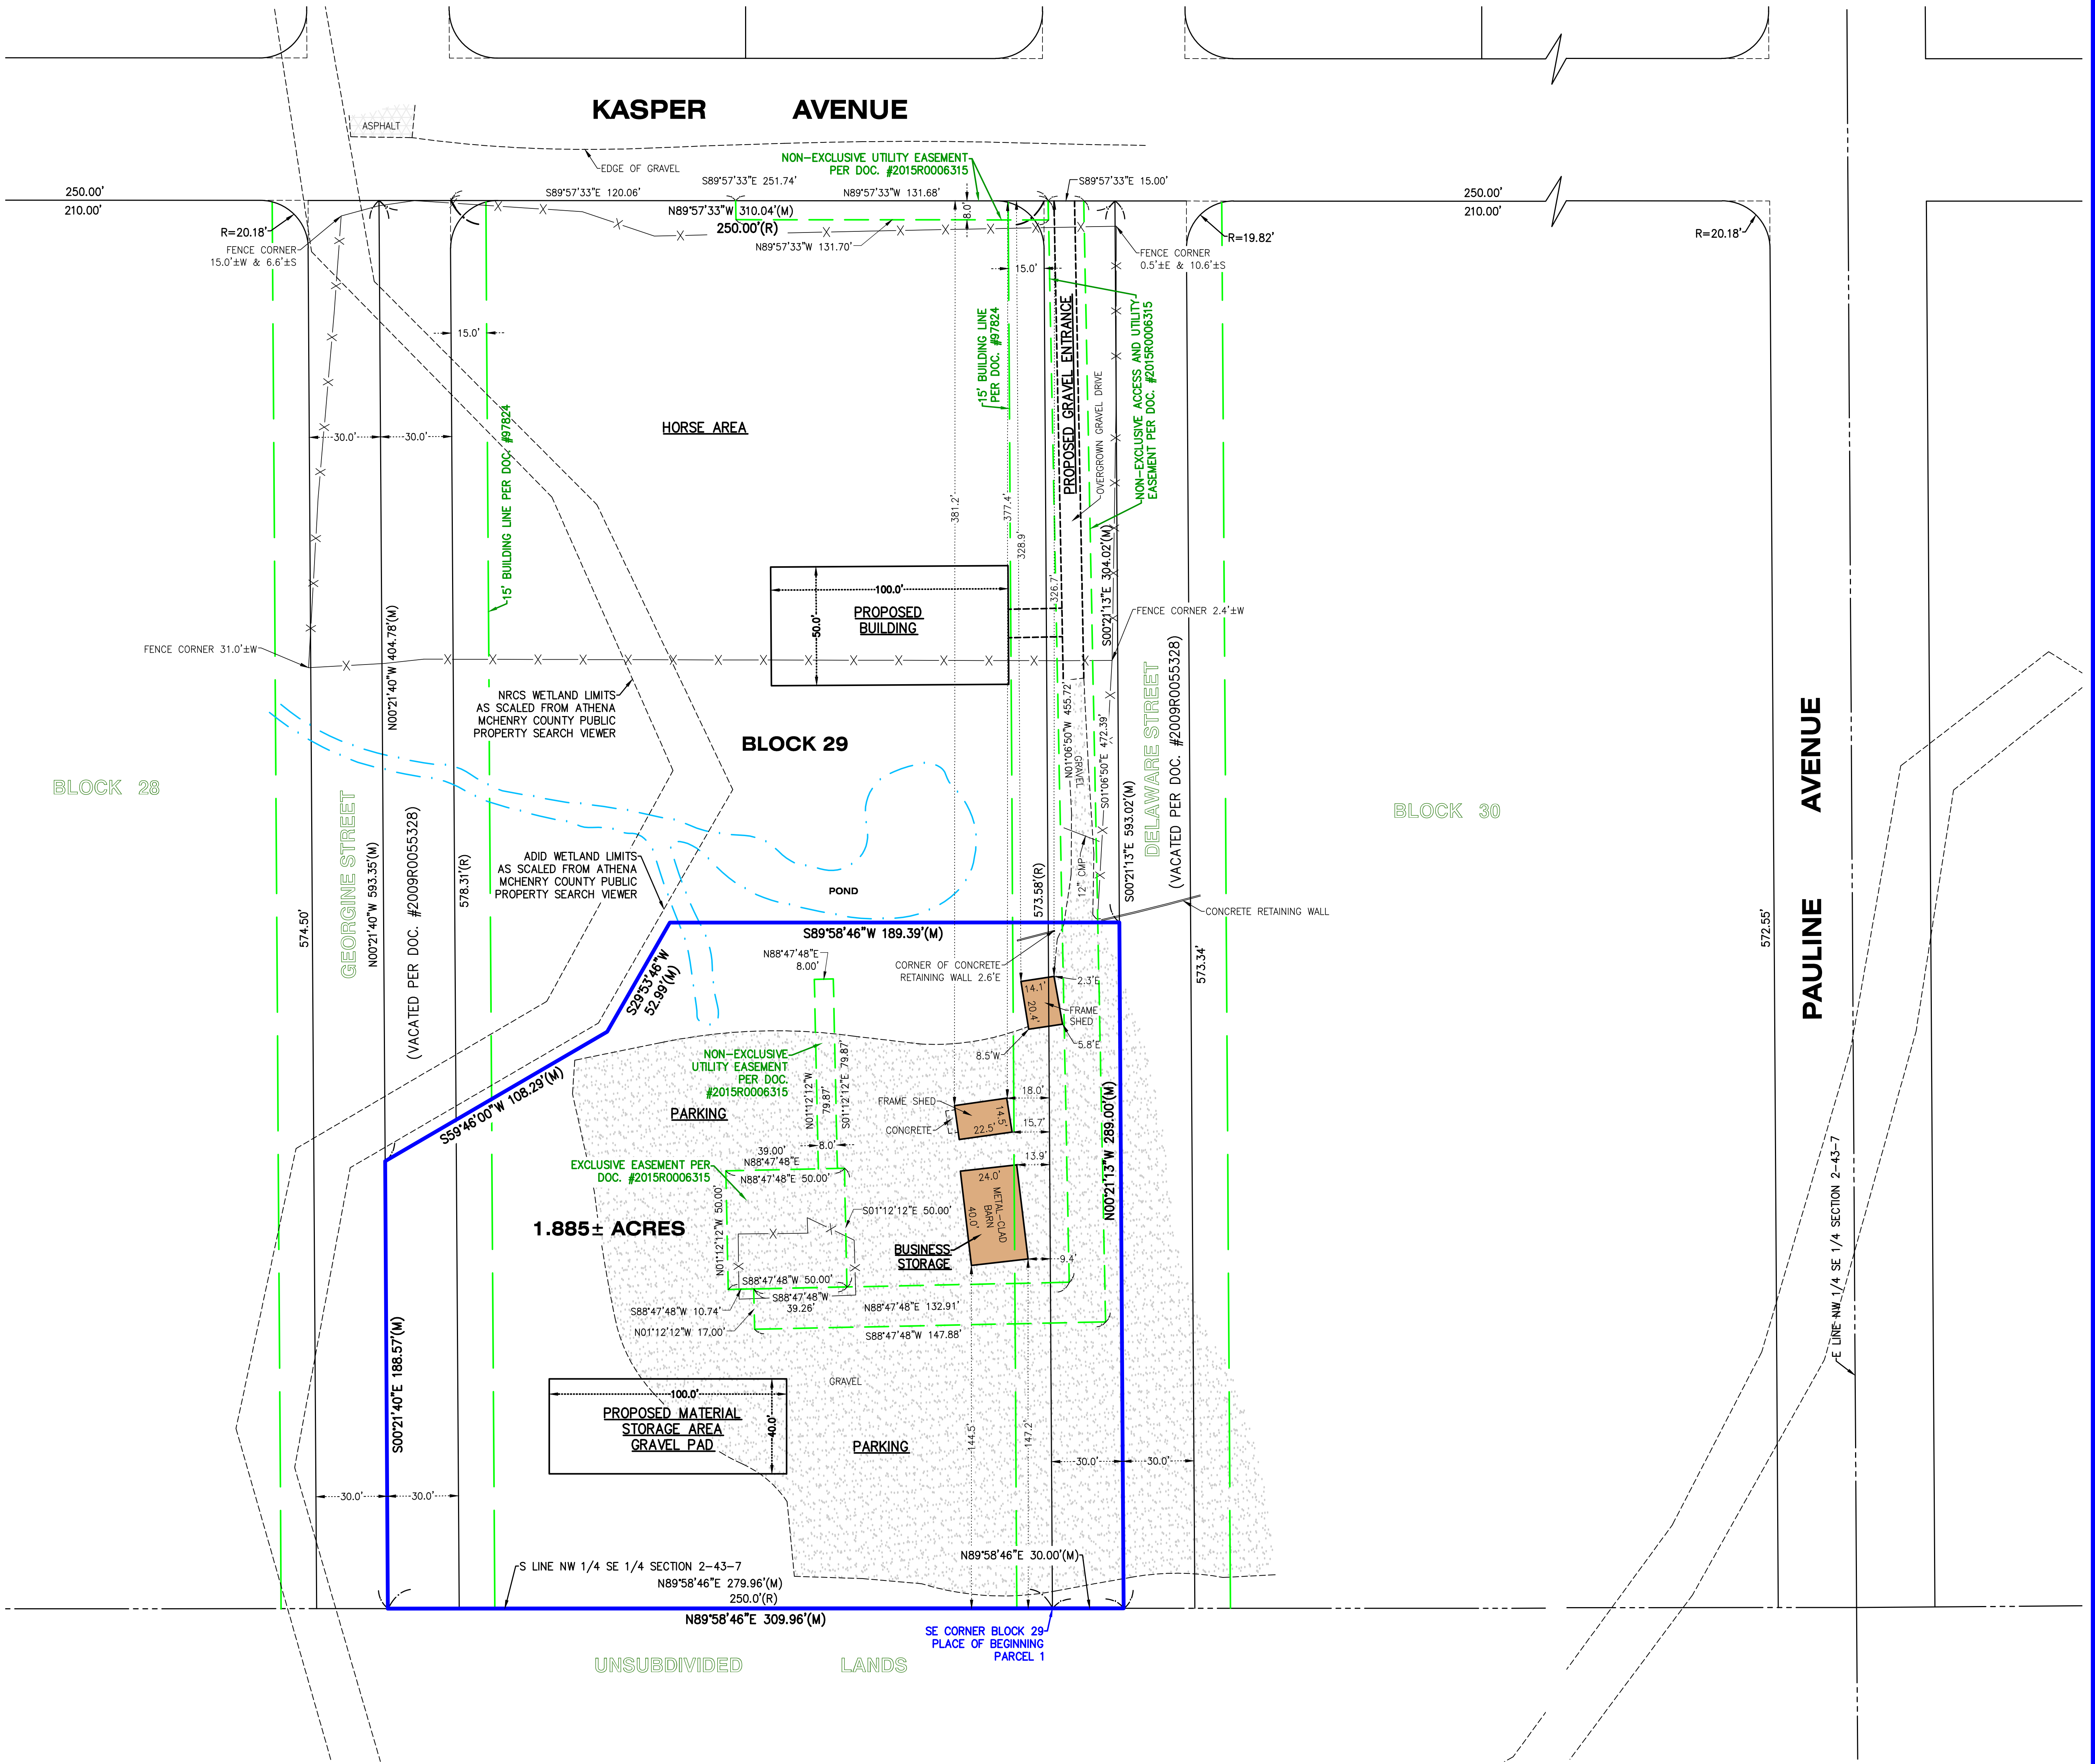 KASPER AVENUE
ASPHALT
EDGE OF GRAVEL
NON-EXCLUSIVE UTILITY EASEMENT
PER DOC. #2015R0006315
S89°57'33"E 251.74'
S89°57'33"E 120.06'
N89°57'33"W 131.68'
S89°57'33"E 15.00'
250.00'
210.00'
250.00'
210.00'
N89°57'33"W 310.04'(M)
250.00'(R)
8.0'
N89°57'33"W 131.70'
R=20.18'
FENCE CORNER
15.0'±W & 6.6'±S
R=19.82'
FENCE CORNER
0.5'±E & 10.6'±S
R=20.18'
15.0'
15.0'
15' BUILDING LINE
PER DOC. #97824
PROPOSED GRAVEL ENTRANCE
OVERGROWN GRAVEL DRIVE
NON-EXCLUSIVE ACCESS AND UTILITY
EASEMENT PER DOC. #2015R0006315
30.0'
30.0'
15' BUILDING LINE PER DOC. #97824
HORSE AREA
381.2'
377.4'
328.9'
326.7'
S00°21'13"E 304.02'(M)
100.0'
50.0'
PROPOSED
BUILDING
FENCE CORNER 2.4'±W
FENCE CORNER 31.0'±W
N00°21'40"W 404.78'(M)
NRCS WETLAND LIMITS
AS SCALED FROM ATHENA
MCHENRY COUNTY PUBLIC
PROPERTY SEARCH VIEWER
BLOCK 29
N01°06'50"W 455.72'
S01°06'50"E 472.39'
GRAVEL
12" CMP
DELAWARE STREET
(VACATED PER DOC. #2009R0055328)
S00°21'13"E 593.02'(M)
BLOCK 28
BLOCK 30
PAULINE AVENUE
GEORGINE STREET
N00°21'40"W 593.35'(M)
(VACATED PER DOC. #2009R0055328)
578.31'(R)
574.50'
ADID WETLAND LIMITS
AS SCALED FROM ATHENA
MCHENRY COUNTY PUBLIC
PROPERTY SEARCH VIEWER
POND
573.58'(R)
CONCRETE RETAINING WALL
573.34'
572.55'
S89°58'46"W 189.39'(M)
S29°53'46"W
52.99'(M)
N88°47'48"E
8.00'
CORNER OF CONCRETE
RETAINING WALL 2.6'E
2.3'E
14.1'
20.4'
FRAME
SHED
5.8'E
8.5'W
NON-EXCLUSIVE
UTILITY EASEMENT
PER DOC.
#2015R0006315
N01°12'12"W
79.87'
S01°12'12"E 79.87'
S59°46'00"W 108.29'(M)
PARKING
FRAME SHED
CONCRETE
22.5'
14.5'
18.0'
15.7'
13.9'
N00°21'13"W 289.00'(M)
8.0'
39.00'
N88°47'48"E
N88°47'48"E 50.00'
EXCLUSIVE EASEMENT PER
DOC. #2015R0006315
N01°12'12"W 50.00'
S01°12'12"E 50.00'
24.0'
40.0'
METAL-CLAD
BARN
1.885± ACRES
BUSINESS
STORAGE
9.4'
S88°47'48"W 50.00'
S88°47'48"W
39.26'
S88°47'48"W 10.74'
N88°47'48"E 132.91'
N01°12'12"W 17.00'
S88°47'48"W 147.88'
E LINE NW 1/4 SE 1/4 SECTION 2-43-7
S00°21'40"E 188.57'(M)
GRAVEL
100.0'
40.0'
PROPOSED MATERIAL
STORAGE AREA
GRAVEL PAD
PARKING
144.5'
147.2'
30.0'
30.0'
30.0'
30.0'
S LINE NW 1/4 SE 1/4 SECTION 2-43-7
N89°58'46"E 30.00'(M)
N89°58'46"E 279.96'(M)
250.0'(R)
N89°58'46"E 309.96'(M)
SE CORNER BLOCK 29
PLACE OF BEGINNING
PARCEL 1
UNSUBDIVIDED LANDS